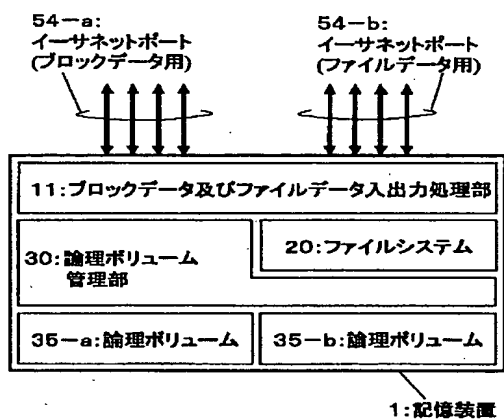 54-a:
イーサネットポート
(ブロックデータ用)
54-b:
イーサネットポート
(ファイルデータ用)
11:ブロックデータ及びファイルデータ入出力処理部
30:論理ボリューム
管理部
20:ファイルシステム
35-a:論理ボリューム
35-b:論理ボリューム
1:記憶装置